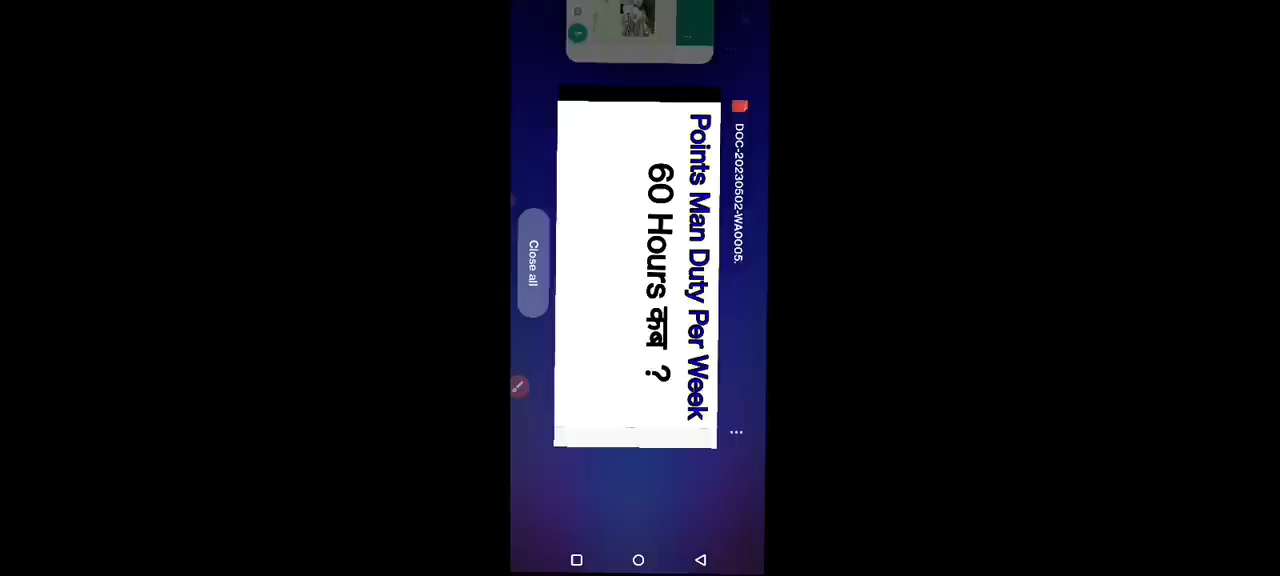 DOC-20230502-WA0005.
Points Man Duty Per Week
60 Hours कब ?
Close all